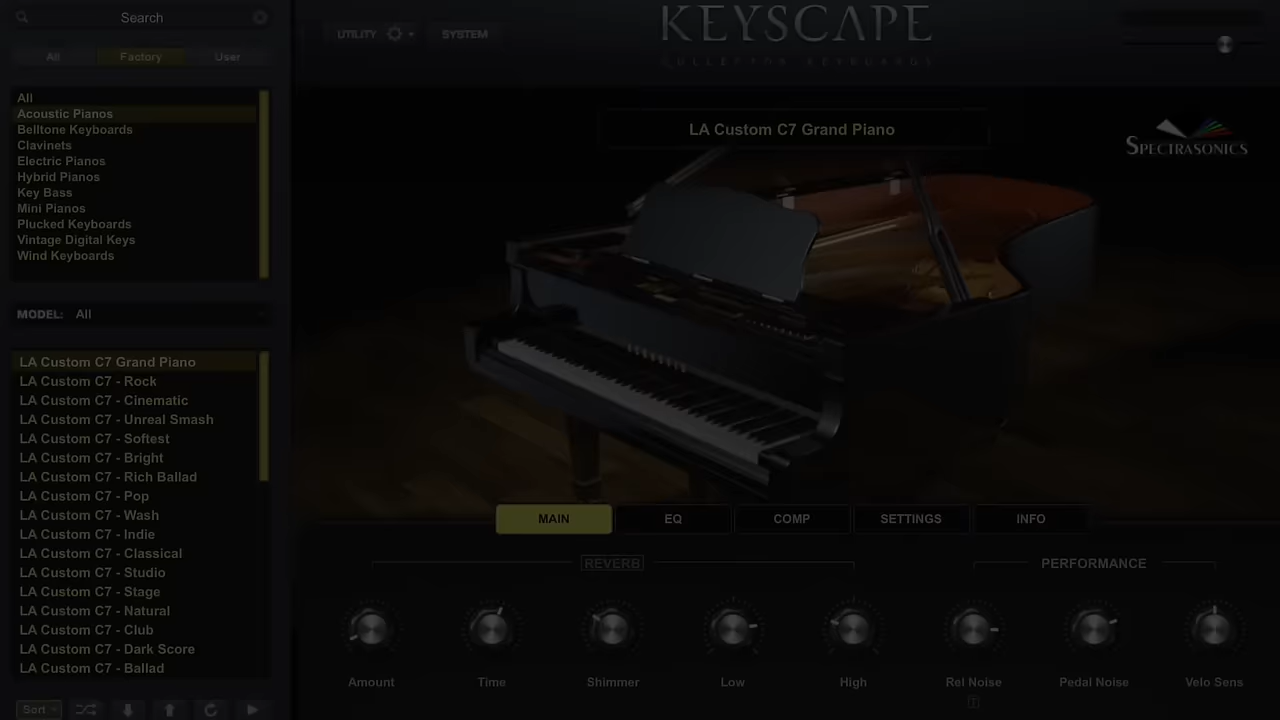 Search
All
Factory
User
All
Acoustic Pianos
Belltone Keyboards
Clavinets
Electric Pianos
Hybrid Pianos
Key Bass
Mini Pianos
Plucked Keyboards
Vintage Digital Keys
Wind Keyboards
MODEL: All
LA Custom C7 Grand Piano
LA Custom C7 - Rock
LA Custom C7 - Cinematic
LA Custom C7 - Unreal Smash
LA Custom C7 - Softest
LA Custom C7 - Bright
LA Custom C7 - Rich Ballad
LA Custom C7 - Pop
LA Custom C7 - Wash
LA Custom C7 - Indie
LA Custom C7 - Classical
LA Custom C7 - Studio
LA Custom C7 - Stage
LA Custom C7 - Natural
LA Custom C7 - Club
LA Custom C7 - Dark Score
LA Custom C7 - Ballad
Sort
UTILITY
SYSTEM
KEYSCAPE
COLLECTOR KEYBOARDS
LA Custom C7 Grand Piano
SPECTRASONICS
MAIN
EQ
COMP
SETTINGS
INFO
REVERB
PERFORMANCE
Amount
Time
Shimmer
Low
High
Rel Noise
Pedal Noise
Velo Sens